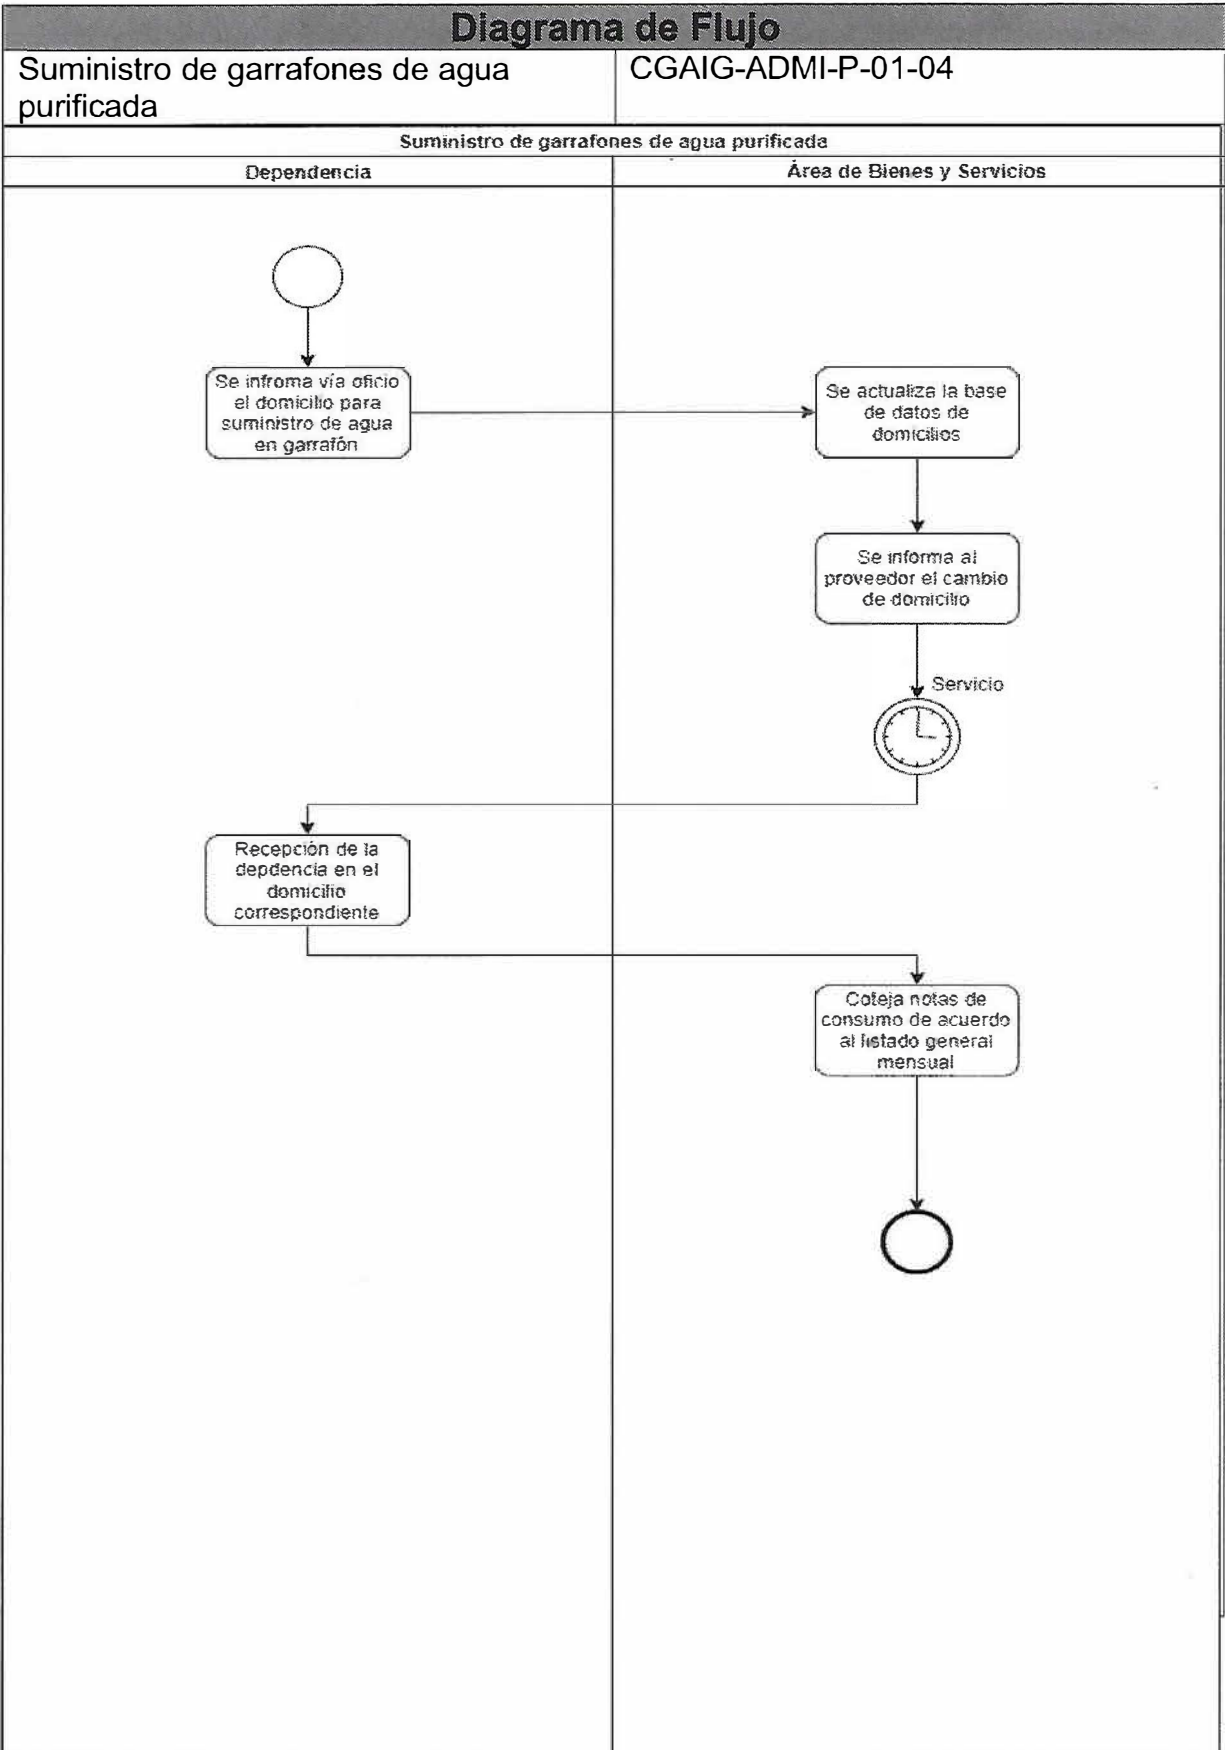 Diagrama de Flujo
Suministro de garrafones de agua
purificada
CGAIG-ADMI-P-01-04
Suministro de garrafones de agua purificada
Dependencia
Área de Bienes y Servicios
Se infroma vía oficio
el domicilio para
suministro de agua
en garrafón
Se actualiza la base
de datos de
domicilios
Se informa al
proveedor el cambio
de domicilio
Servicio
Recepción de la
depdencia en el
domicilio
correspondiente
Coteja notas de
consumo de acuerdo
al listado general
mensual